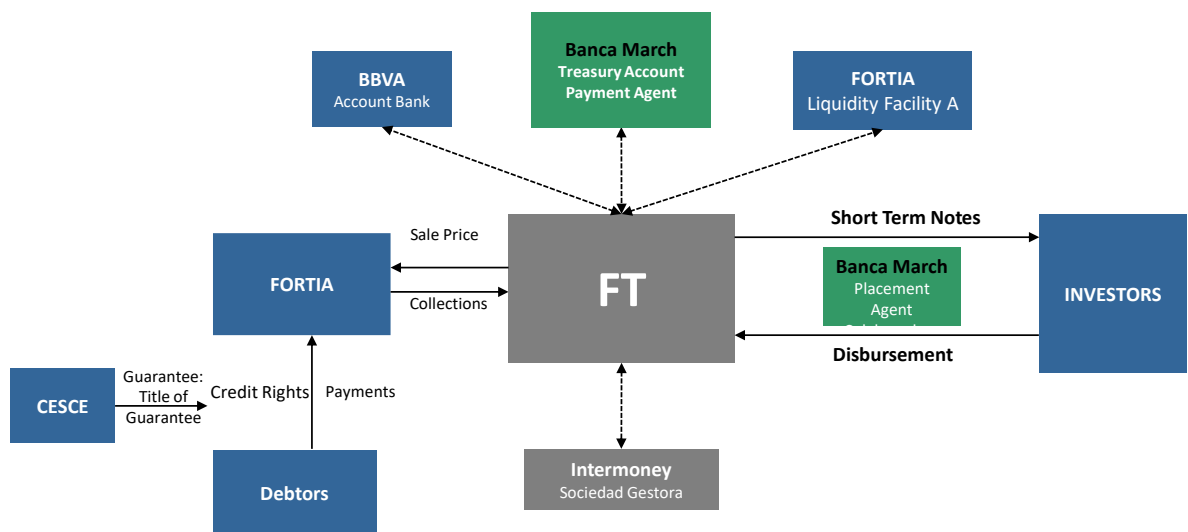 Banca March
Treasury Account
Payment Agent
BBVA
Account Bank
FORTIA
Liquidity Facility A
Short Term Notes
Sale Price
FT
Banca March
Placement
Agent
INVESTORS
FORTIA
Collections
Disbursement
Guarantee:
Title of
Guarantee
CESCE
Credit Rights
Payments
Intermoney
Sociedad Gestora
Debtors